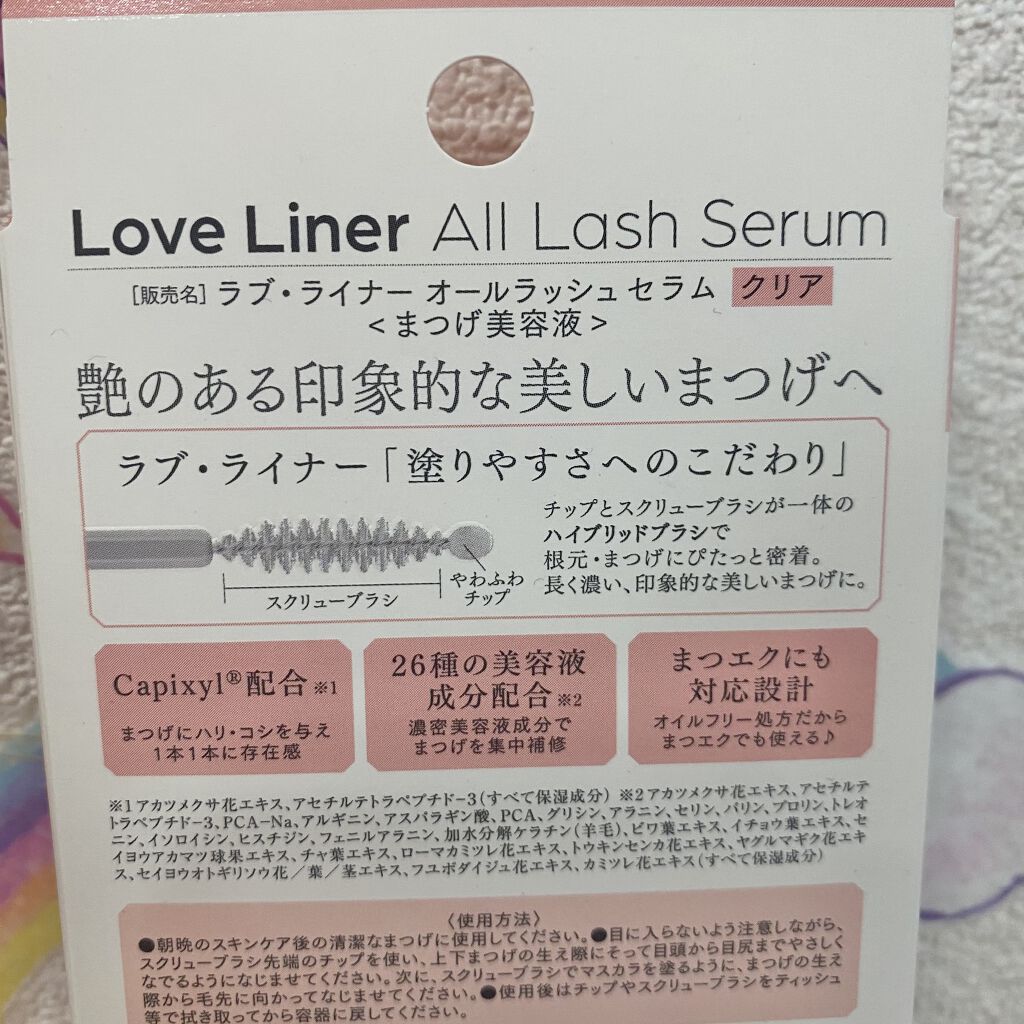 Love Liner All Lash Serum
［販売名］ラブ・ライナー オールラッシュ セラム クリア
＜まつげ美容液＞
艶のある印象的な美しいまつげへ
ラブ・ライナー「塗りやすさへのこだわり」
チップとスクリューブラシが一体の
ハイブリッドブラシで
根元・まつげにぴたっと密着。
長く濃い、印象的な美しいまつげに。
スクリューブラシ
やわふわ
チップ
Capixyl®配合※1
まつげにハリ・コシを与え
1本1本に存在感
26種の美容液
成分配合※2
濃密美容液成分で
まつげを集中補修
まつエクにも
対応設計
オイルフリー処方だから
まつエクでも使える♪
※1 アカツメクサ花エキス、アセチルテトラペプチド-3(すべて保湿成分) ※2 アカツメクサ花エキス、アセチルテ
トラペプチド-3、PCA-Na、アルギニン、アスパラギン酸、PCA、グリシン、アラニン、セリン、バリン、プロリン、トレオ
ニン、イソロイシン、ヒスチジン、フェニルアラニン、加水分解ケラチン(羊毛)、ビワ葉エキス、イチョウ葉エキス、セ
イヨウアカマツ球果エキス、チャ葉エキス、ローマカミツレ花エキス、トウキンセンカ花エキス、ヤグルマギク花エキ
ス、セイヨウオトギリソウ花／葉／茎エキス、フユボダイジュ花エキス、カミツレ花エキス(すべて保湿成分)
〈使用方法〉
●朝晩のスキンケア後の清潔なまつげに使用してください。●目に入らないよう注意しながら、
スクリューブラシ先端のチップを使い、上下まつげの生え際にそって目頭から目尻までやさしく
なでるようになじませてください。次に、スクリューブラシでマスカラを塗るように、まつげの生え
際から毛先に向かってなじませてください。●使用後はチップやスクリューブラシをティッシュ
等で拭き取ってから容器に戻してください。